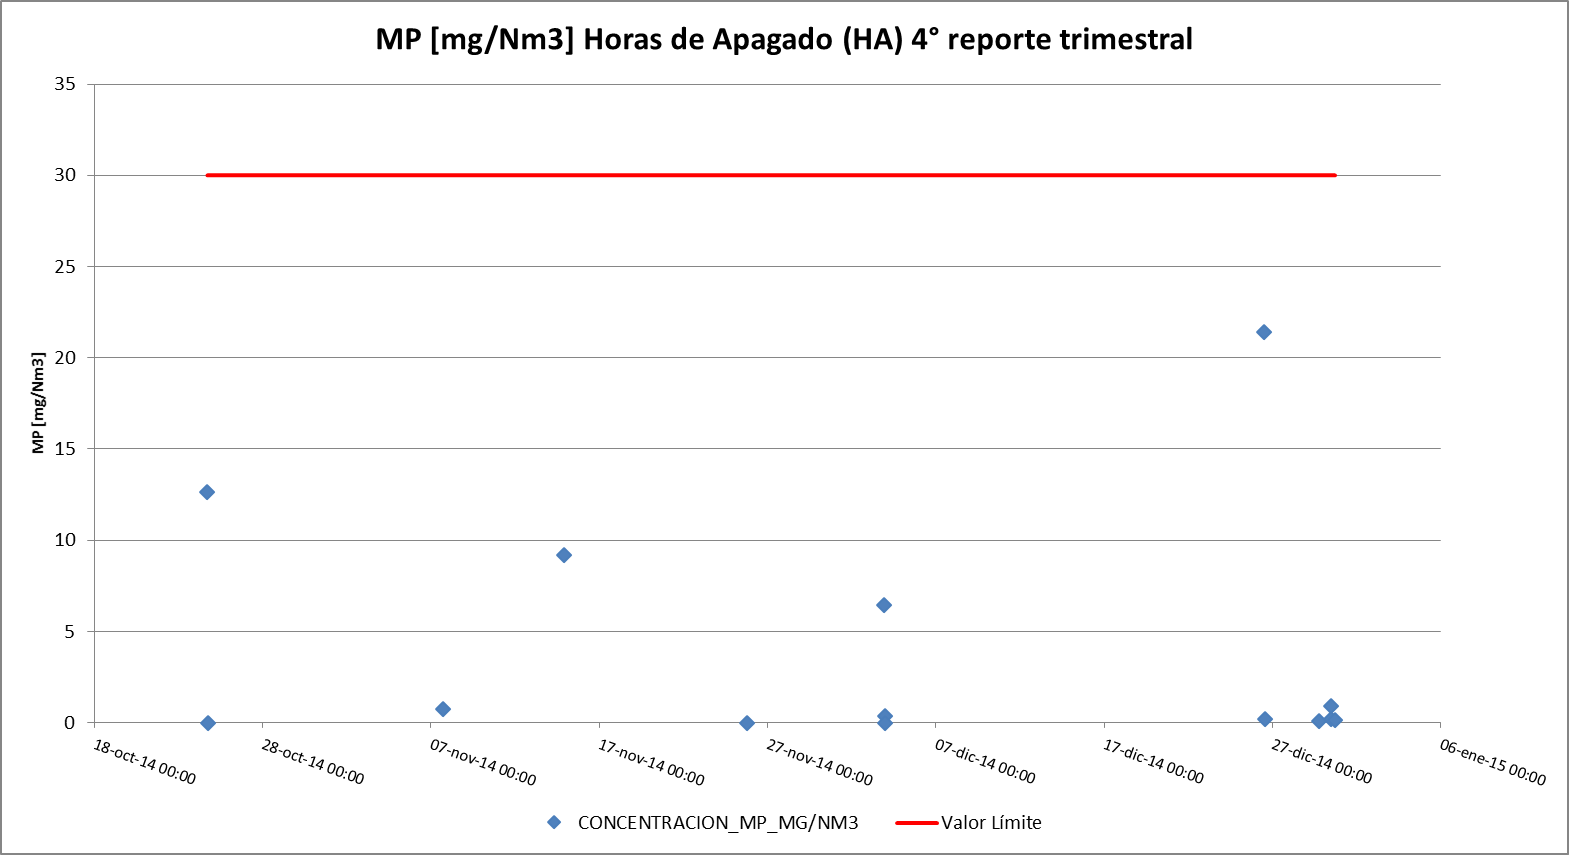 MP [mg/Nm3] Horas de Apagado (HA) 4° reporte trimestral
35
30
25
20
15
10
5
0
MP [mg/Nm3]
18-oct-14 00:00
28-oct-14 00:00
07-nov-14 00:00
17-nov-14 00:00
27-nov-14 00:00
07-dic-14 00:00
17-dic-14 00:00
27-dic-14 00:00
06-ene-15 00:00
CONCENTRACION_MP_MG/NM3
Valor Límite